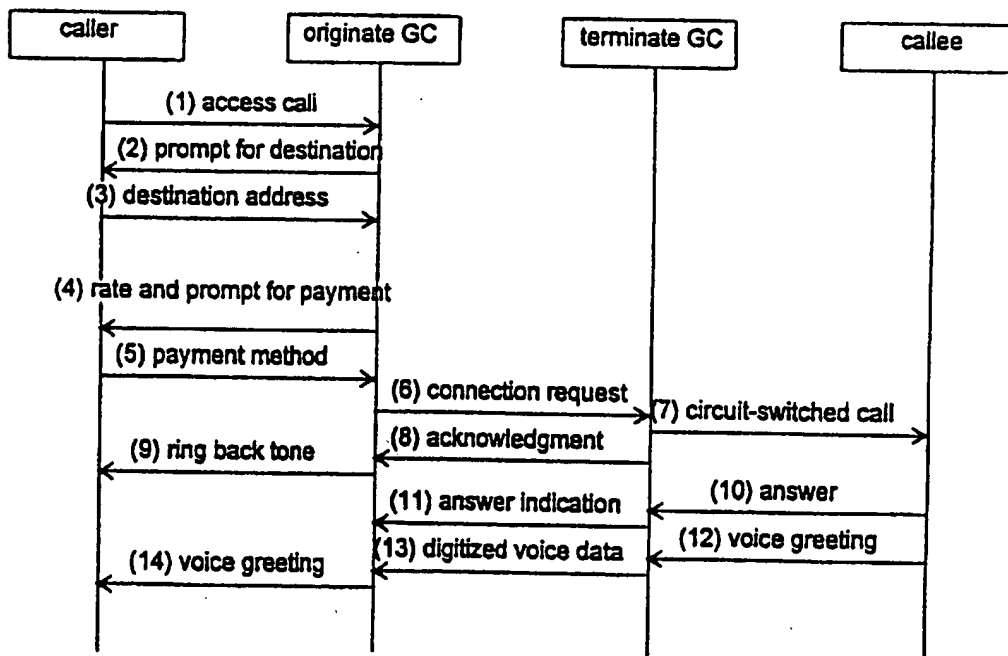 caller
originate GC
terminate GC
callee
(1) access call
(2) prompt for destination
(3) destination address
(4) rate and prompt for payment
(5) payment method
(6) connection request
(7) circuit-switched call
(8) acknowledgment
(9) ring back tone
(10) answer
(11) answer indication
(12) voice greeting
(13) digitized voice data
(14) voice greeting